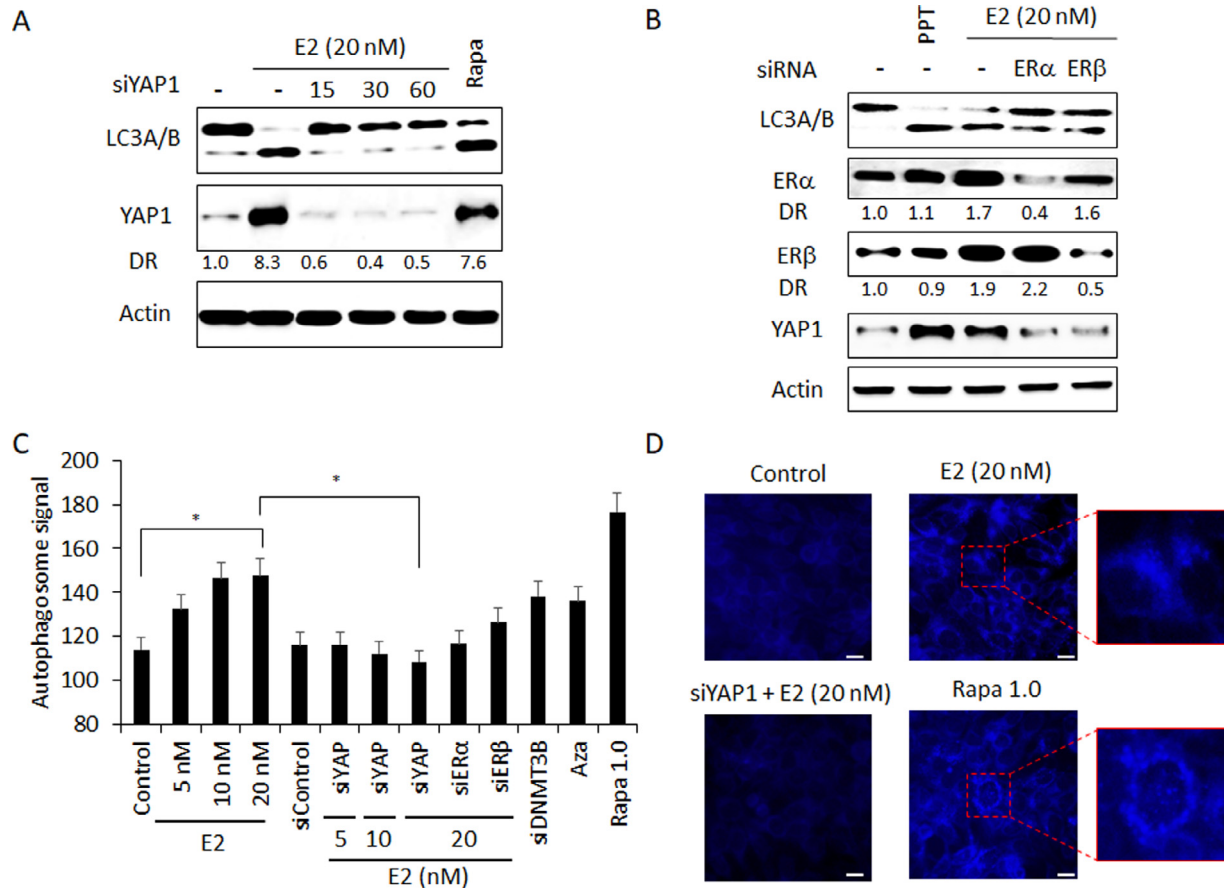 A
E2 (20 nM)
Rapa
siYAP1 - - 15 30 60
LC3A/B
YAP1
DR 1.0 8.3 0.6 0.4 0.5 7.6
Actin
B
PPT
E2 (20 nM)
siRNA - - - ERα ERβ
LC3A/B
ERα
DR 1.0 1.1 1.7 0.4 1.6
ERβ
DR 1.0 0.9 1.9 2.2 0.5
YAP1
Actin
C
Autophagosome signal
200
180
160
140
120
100
80
*
*
Control 5 nM 10 nM 20 nM siControl siYAP siYAP siYAP siERα siERβ siDNMT3B Aza Rapa 1.0
E2
5 10 20
E2 (nM)
D
Control
E2 (20 nM)
siYAP1 + E2 (20 nM)
Rapa 1.0